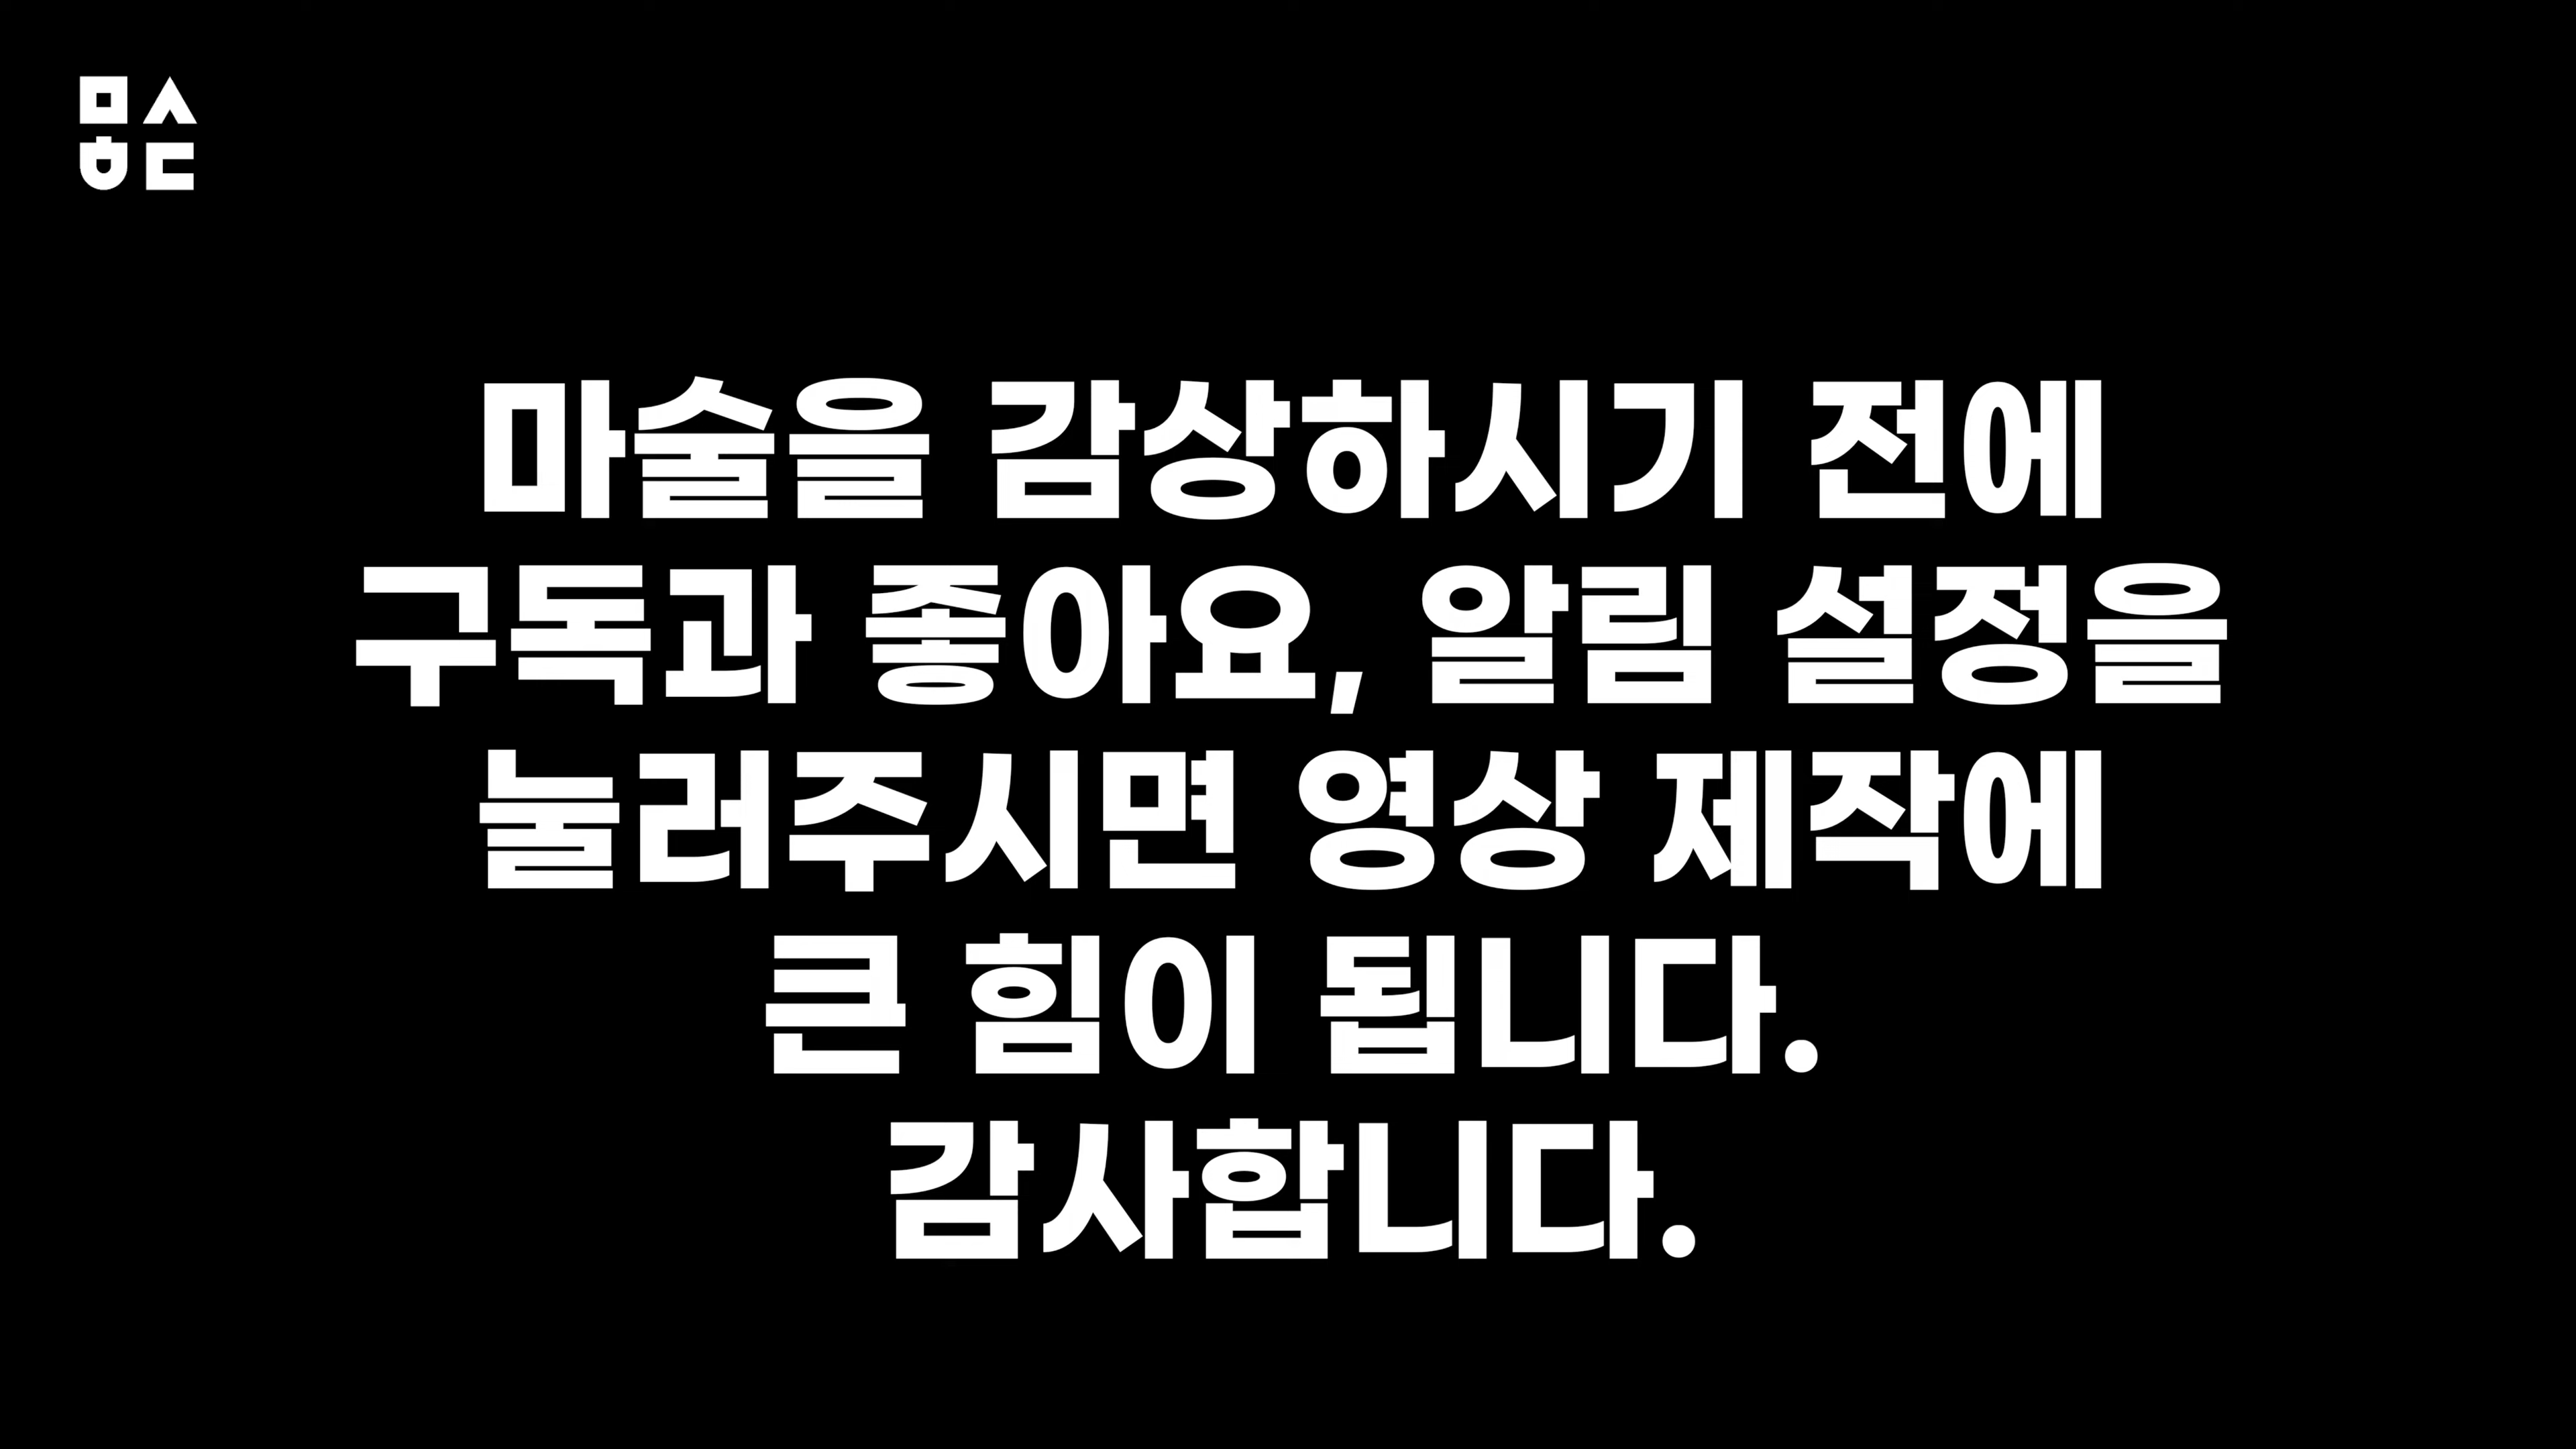 ㅁㅅ
ㅎㄷ
마술을 감상하시기 전에
구독과 좋아요, 알림 설정을
눌러주시면 영상 제작에
큰 힘이 됩니다.
감사합니다.